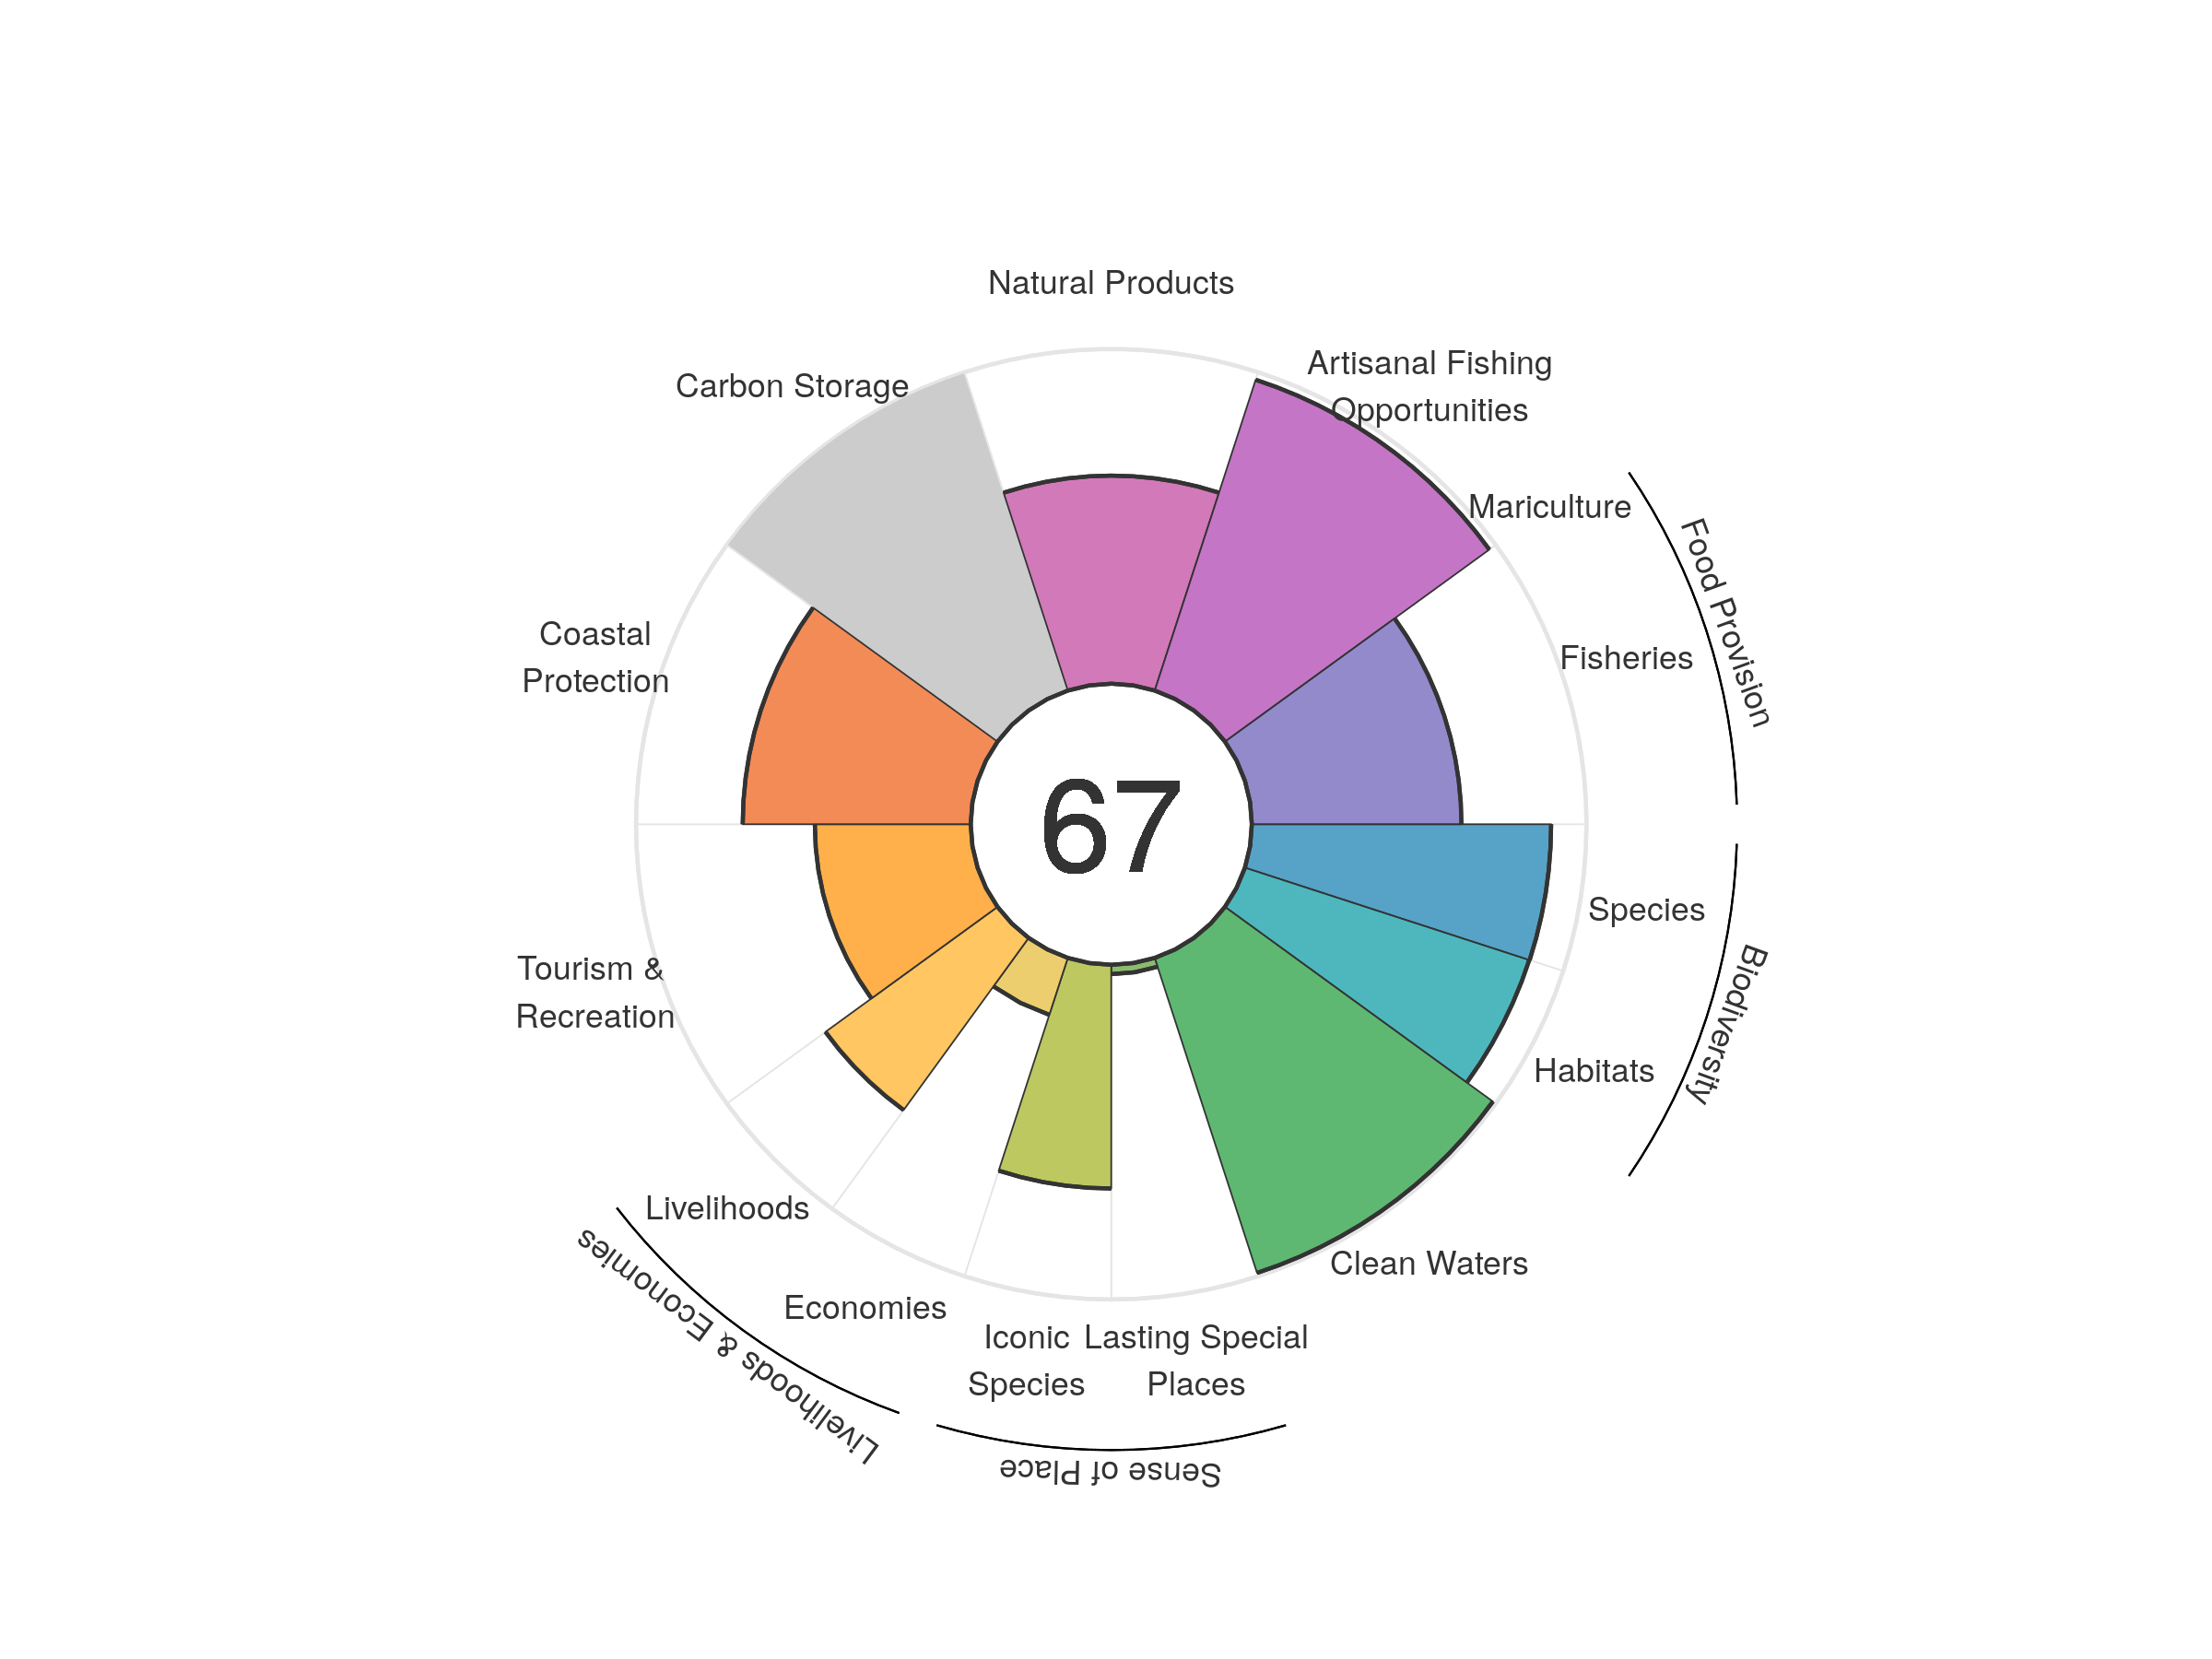 Natural Products
Artisanal Fishing
Opportunities
Carbon Storage
Mariculture
Food Provision
Coastal
Protection
Fisheries
67
Species
Biodiversity
Tourism &
Recreation
Habitats
Livelihoods
Clean Waters
Livelihoods & Economies
Economies
Iconic
Species
Lasting Special
Places
Sense of Place